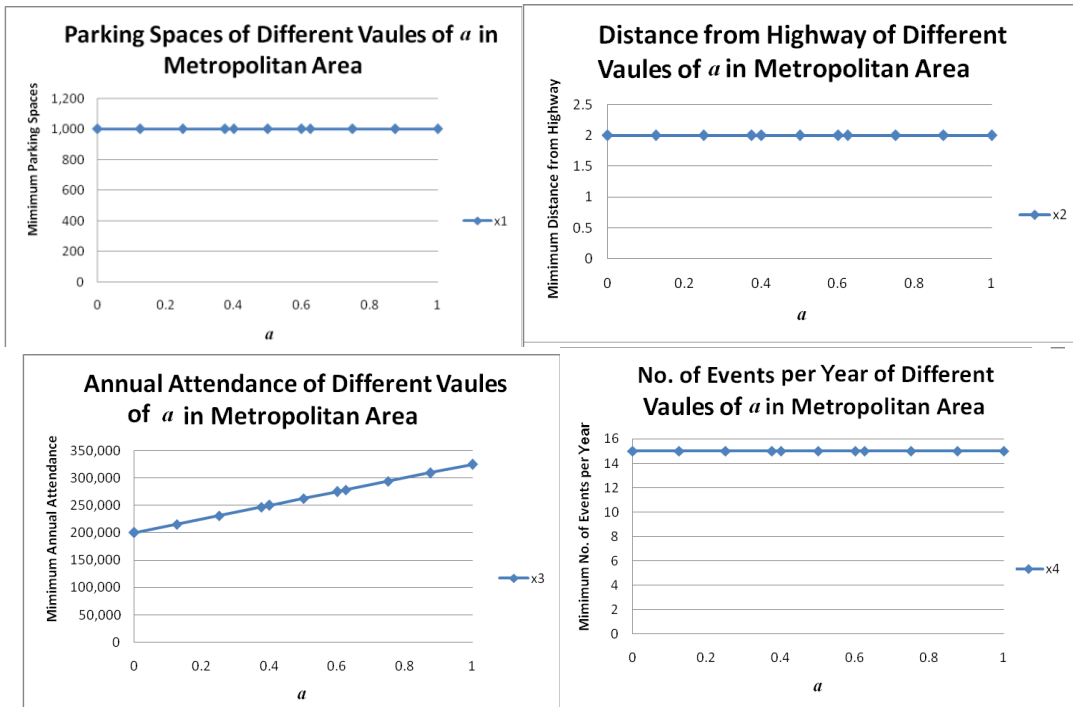 Parking Spaces of Different Vaules of a in
Metropolitan Area
Mimimum Parking Spaces
1,200
1,000
800
600
400
200
0
0 0.2 0.4 0.6 0.8 1
a
x1
Distance from Highway of Different
Vaules of a in Metropolitan Area
Mimimum Distance from Highway
2.5
2
1.5
1
0.5
0
0 0.2 0.4 0.6 0.8 1
a
x2
Annual Attendance of Different Vaules
of a in Metropolitan Area
Mimimum Annual Attendance
350,000
300,000
250,000
200,000
150,000
100,000
50,000
0
0 0.2 0.4 0.6 0.8 1
a
x3
No. of Events per Year of Different
Vaules of a in Metropolitan Area
Mimimum No. of Events per Year
16
14
12
10
8
6
4
2
0
0 0.2 0.4 0.6 0.8 1
a
x4